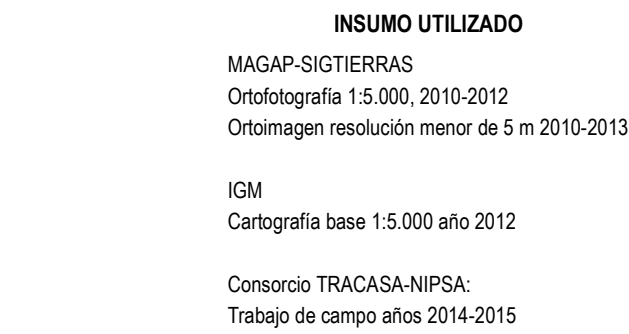 INSUMO UTILIZADO
MAGAP-SIGTIERRAS
Ortofotografía 1:5.000, 2010-2012
Ortoimagen resolución menor de 5 m 2010-2013
IGM
Cartografía base 1:5.000 año 2012
Consorcio TRACASA-NIPSA:
Trabajo de campo años 2014-2015